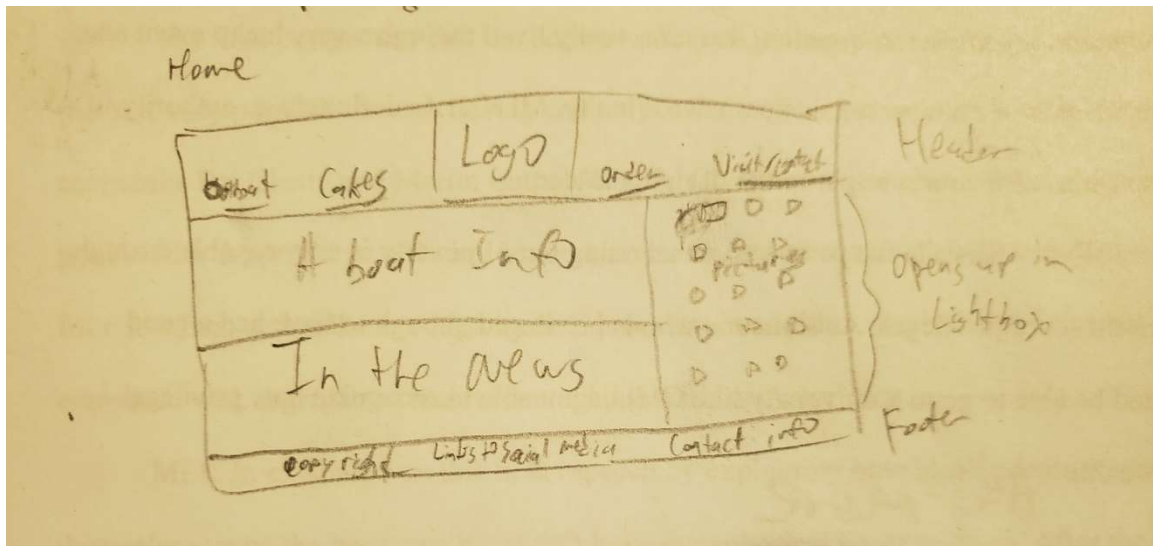 Home
Logo
Header
About Cakes order Visit/contact
About Info
pictures
opens up in
Lightbox
In the News
Footer
copyright Links to Social media Contact info